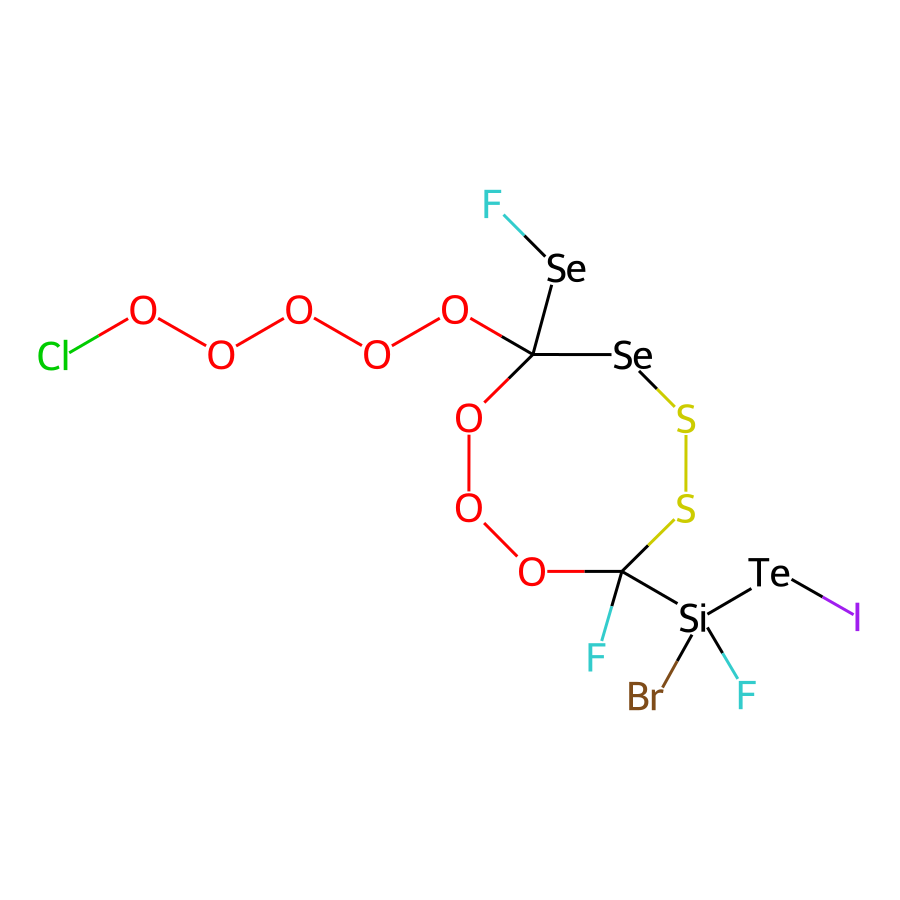 F
Se
O O O
Cl O O Se
O S
O S
O Te
Si I
F Br F